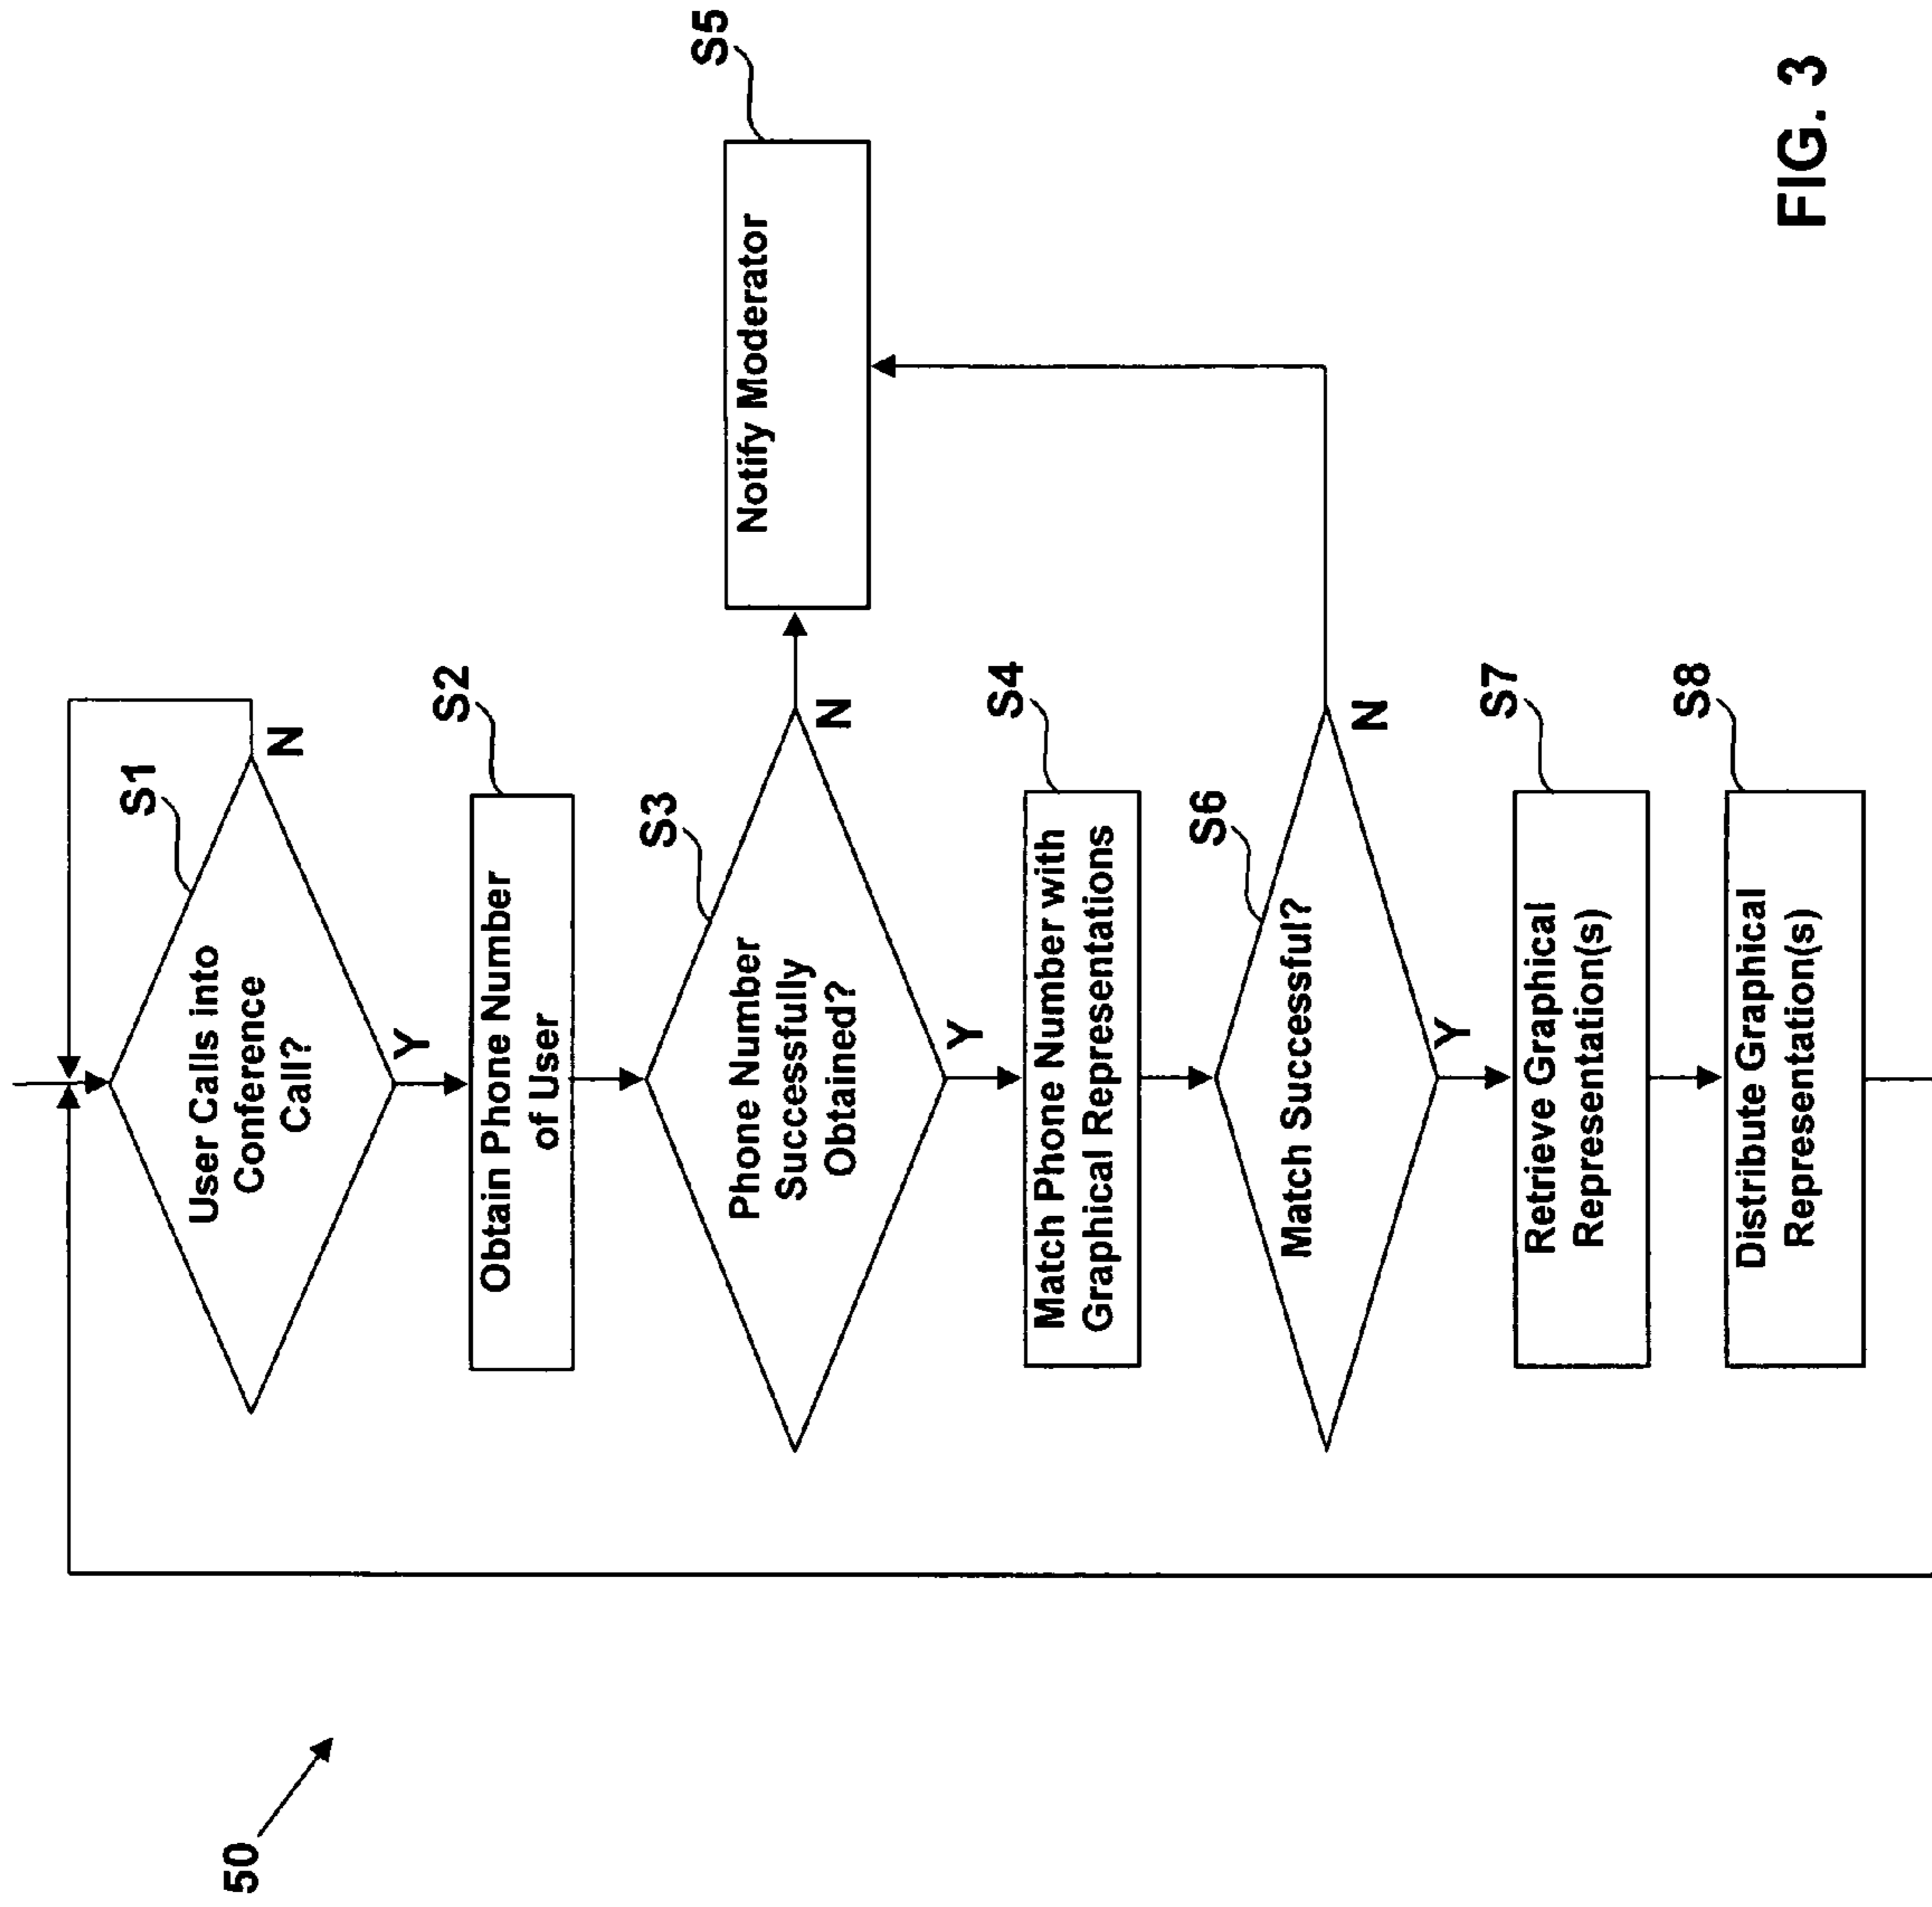 50
S1
User Calls into
Conference
Call?
N
Y
S2
Obtain Phone Number
of User
S3
Phone Number
Successfully
Obtained?
N
Y
S5
Notify Moderator
S4
Match Phone Number with
Graphical Representations
S6
Match Successful?
N
Y
S7
Retrieve Graphical
Representation(s)
S8
Distribute Graphical
Representation(s)
FIG. 3